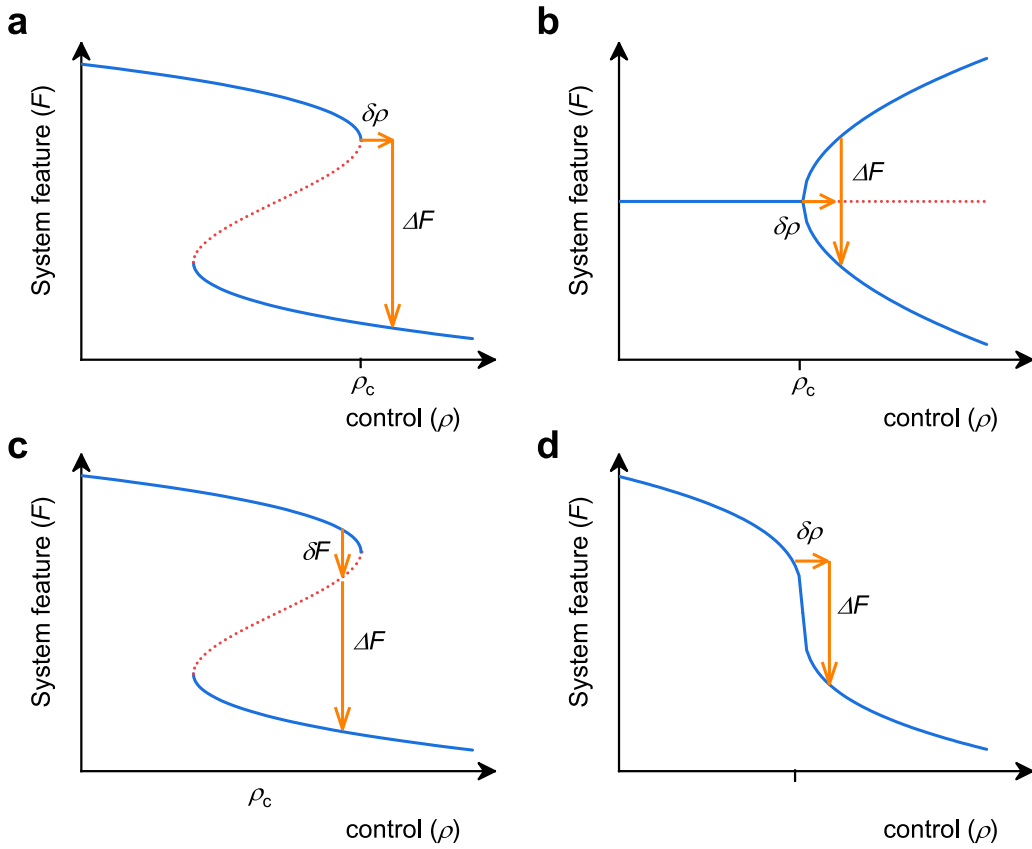 a
System feature (F)
δρ
ΔF
ρc
control (ρ)
b
System feature (F)
ΔF
δρ
ρc
control (ρ)
c
System feature (F)
δF
ΔF
ρc
control (ρ)
d
System feature (F)
δρ
ΔF
control (ρ)